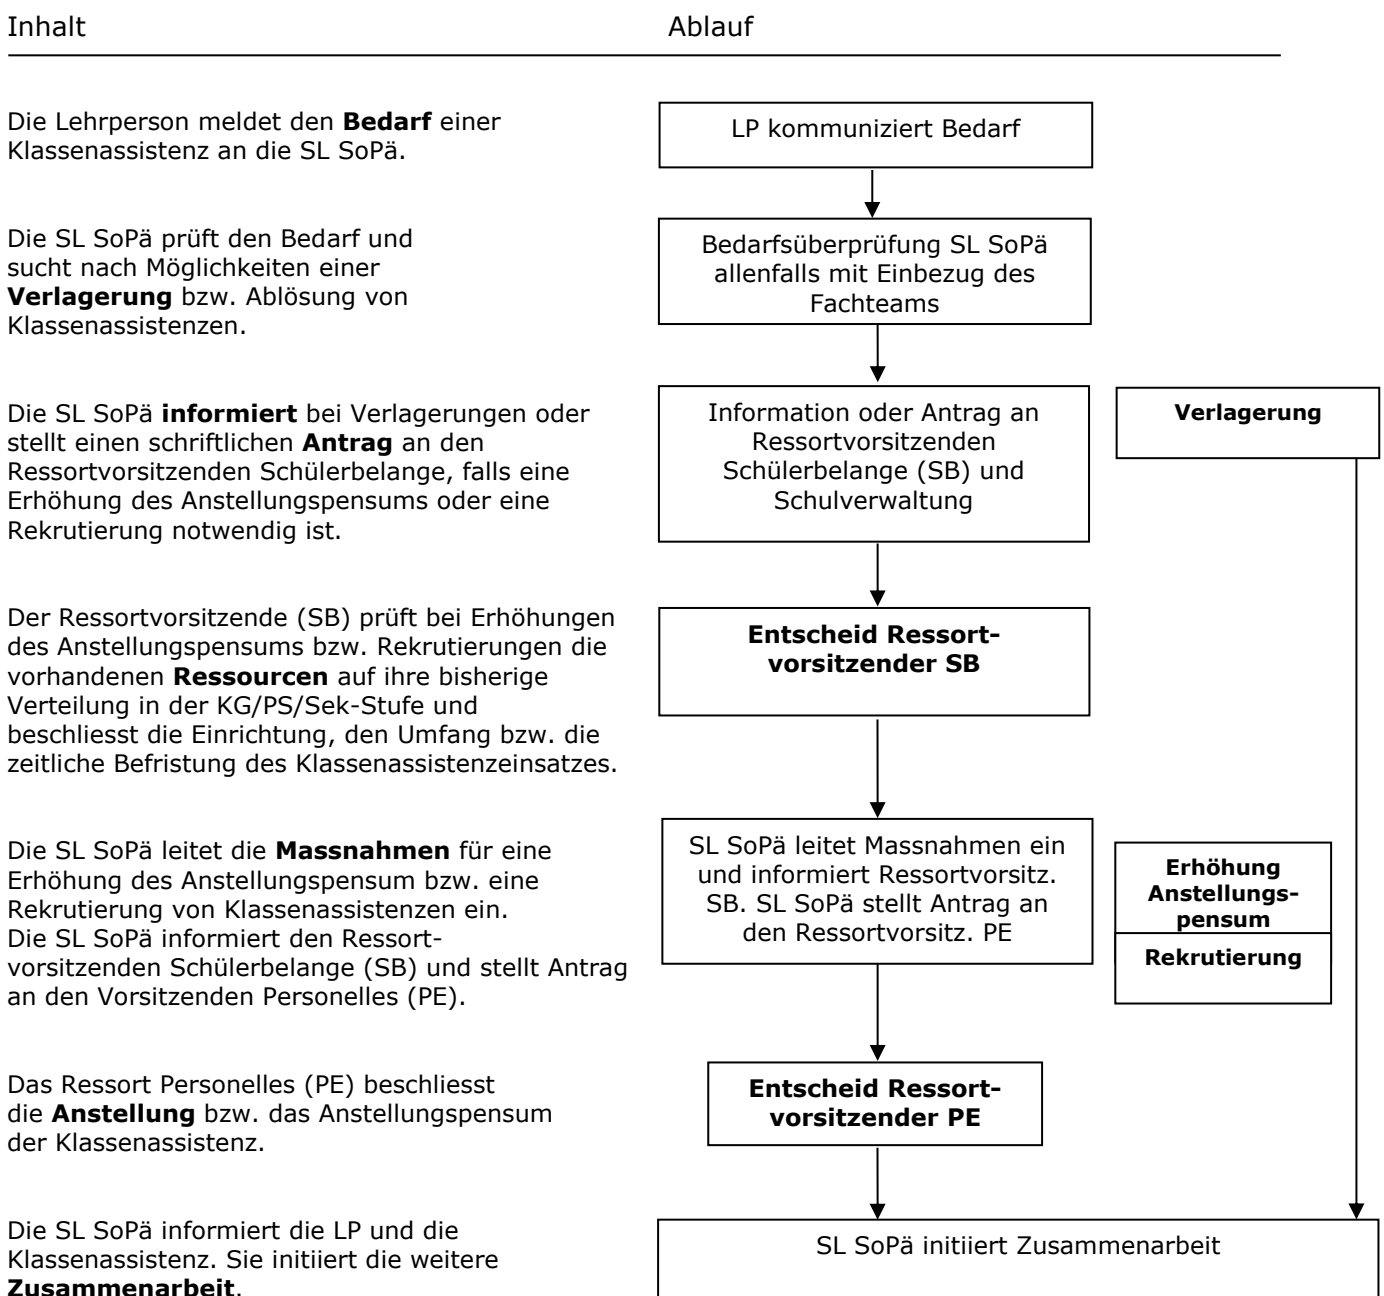 Inhalt
Ablauf
Die Lehrperson meldet den Bedarf einer
Klassenassistenz an die SL SoPä.
LP kommuniziert Bedarf
Die SL SoPä prüft den Bedarf und
sucht nach Möglichkeiten einer
Verlagerung bzw. Ablösung von
Klassenassistenzen.
Bedarfsüberprüfung SL SoPä
allenfalls mit Einbezug des
Fachteams
Die SL SoPä informiert bei Verlagerungen oder
stellt einen schriftlichen Antrag an den
Ressortvorsitzenden Schülerbelange, falls eine
Erhöhung des Anstellungspensums oder eine
Rekrutierung notwendig ist.
Information oder Antrag an
Ressortvorsitzenden
Schülerbelange (SB) und
Schulverwaltung
Verlagerung
Der Ressortvorsitzende (SB) prüft bei Erhöhungen
des Anstellungspensums bzw. Rekrutierungen die
vorhandenen Ressourcen auf ihre bisherige
Verteilung in der KG/PS/Sek-Stufe und
beschliesst die Einrichtung, den Umfang bzw. die
zeitliche Befristung des Klassenassistenzeinsatzes.
Entscheid Ressort-
vorsitzender SB
Die SL SoPä leitet die Massnahmen für eine
Erhöhung des Anstellungspensum bzw. eine
Rekrutierung von Klassenassistenzen ein.
Die SL SoPä informiert den Ressort-
vorsitzenden Schülerbelange (SB) und stellt Antrag
an den Vorsitzenden Personelles (PE).
SL SoPä leitet Massnahmen ein
und informiert Ressortvorsitz.
SB. SL SoPä stellt Antrag an
den Ressortvorsitz. PE
Erhöhung
Anstellungs-
pensum
Rekrutierung
Das Ressort Personelles (PE) beschliesst
die Anstellung bzw. das Anstellungspensum
der Klassenassistenz.
Entscheid Ressort-
vorsitzender PE
Die SL SoPä informiert die LP und die
Klassenassistenz. Sie initiiert die weitere
Zusammenarbeit.
SL SoPä initiiert Zusammenarbeit